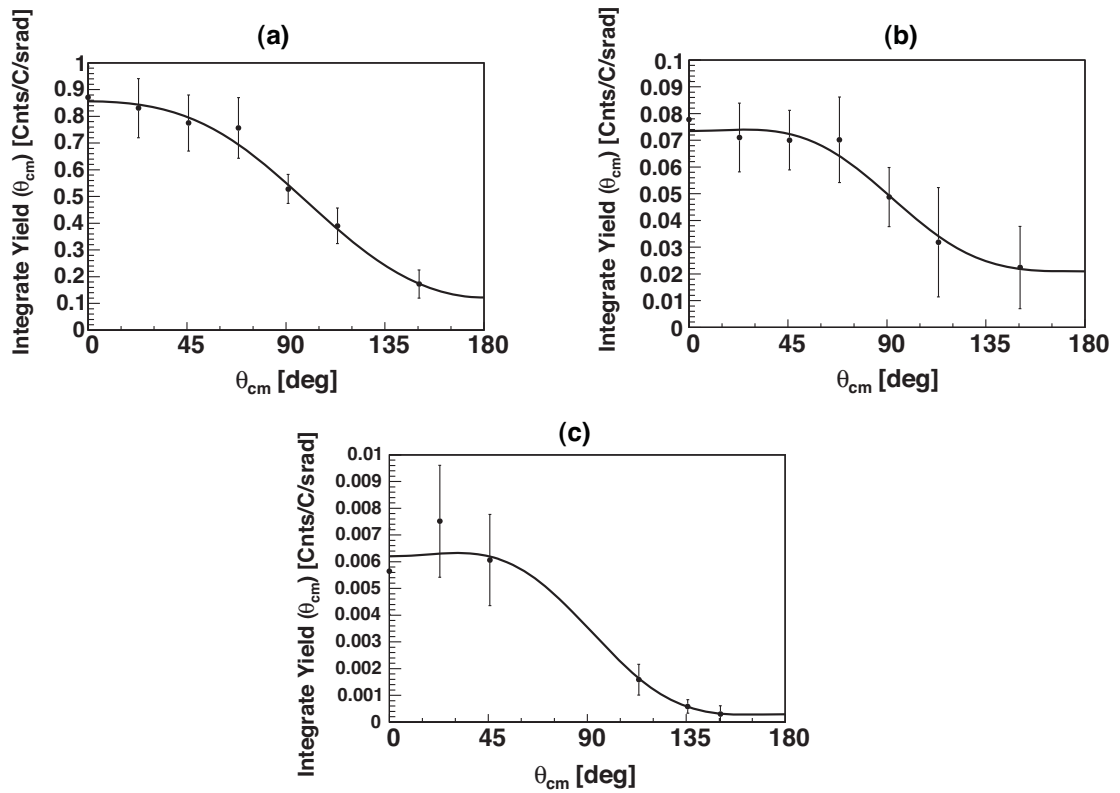 (a)
Integrate Yield (θcm) [Cnts/C/srad]
1
0.9
0.8
0.7
0.6
0.5
0.4
0.3
0.2
0.1
0
0 45 90 135 180
θcm [deg]
(b)
Integrate Yield (θcm) [Cnts/C/srad]
0.1
0.09
0.08
0.07
0.06
0.05
0.04
0.03
0.02
0.01
0
0 45 90 135 180
θcm [deg]
(c)
Integrate Yield (θcm) [Cnts/C/srad]
0.01
0.009
0.008
0.007
0.006
0.005
0.004
0.003
0.002
0.001
0
0 45 90 135 180
θcm [deg]